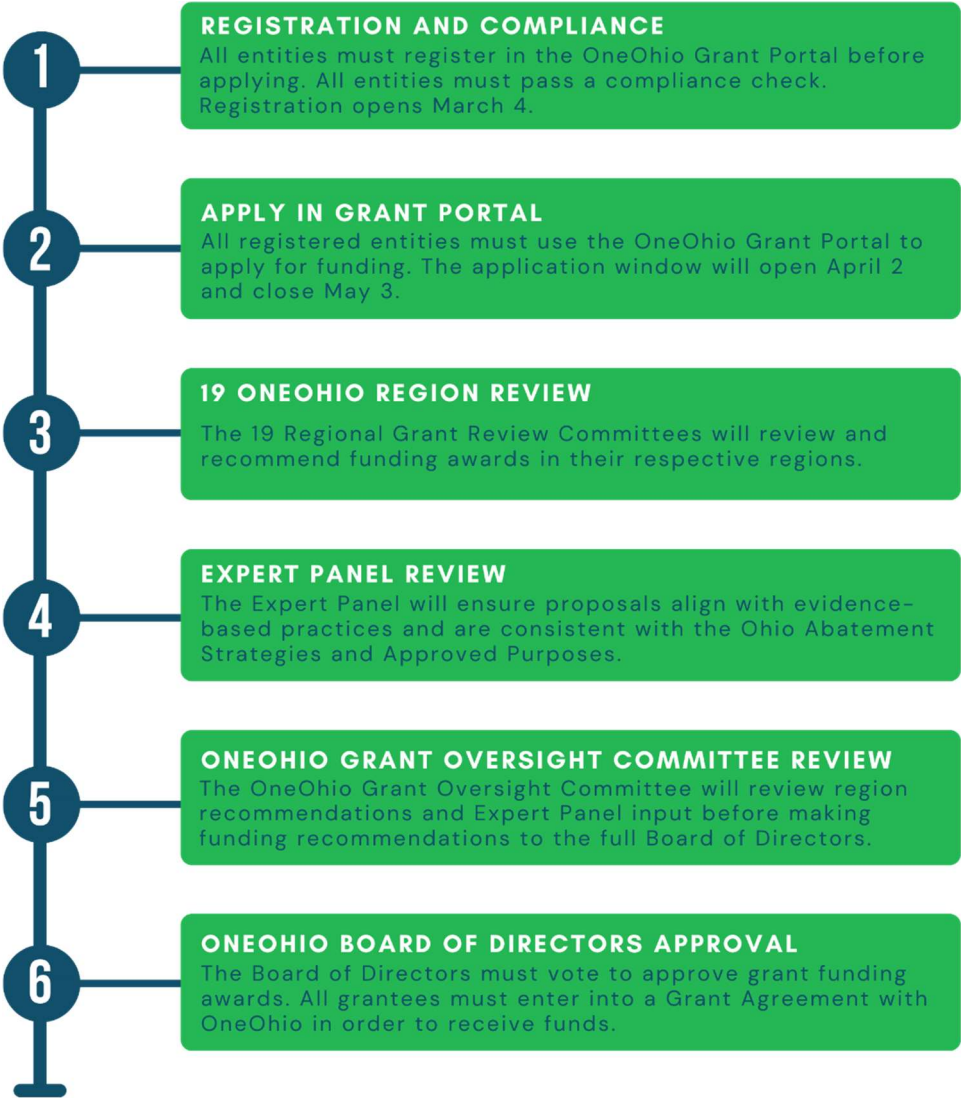 1
REGISTRATION AND COMPLIANCE
All entities must register in the OneOhio Grant Portal before
applying. All entities must pass a compliance check.
Registration opens March 4.
2
APPLY IN GRANT PORTAL
All registered entities must use the OneOhio Grant Portal to
apply for funding. The application window will open April 2
and close May 3.
3
19 ONEOHIO REGION REVIEW
The 19 Regional Grant Review Committees will review and
recommend funding awards in their respective regions.
4
EXPERT PANEL REVIEW
The Expert Panel will ensure proposals align with evidence-
based practices and are consistent with the Ohio Abatement
Strategies and Approved Purposes.
5
ONEOHIO GRANT OVERSIGHT COMMITTEE REVIEW
The OneOhio Grant Oversight Committee will review region
recommendations and Expert Panel input before making
funding recommendations to the full Board of Directors.
6
ONEOHIO BOARD OF DIRECTORS APPROVAL
The Board of Directors must vote to approve grant funding
awards. All grantees must enter into a Grant Agreement with
OneOhio in order to receive funds.